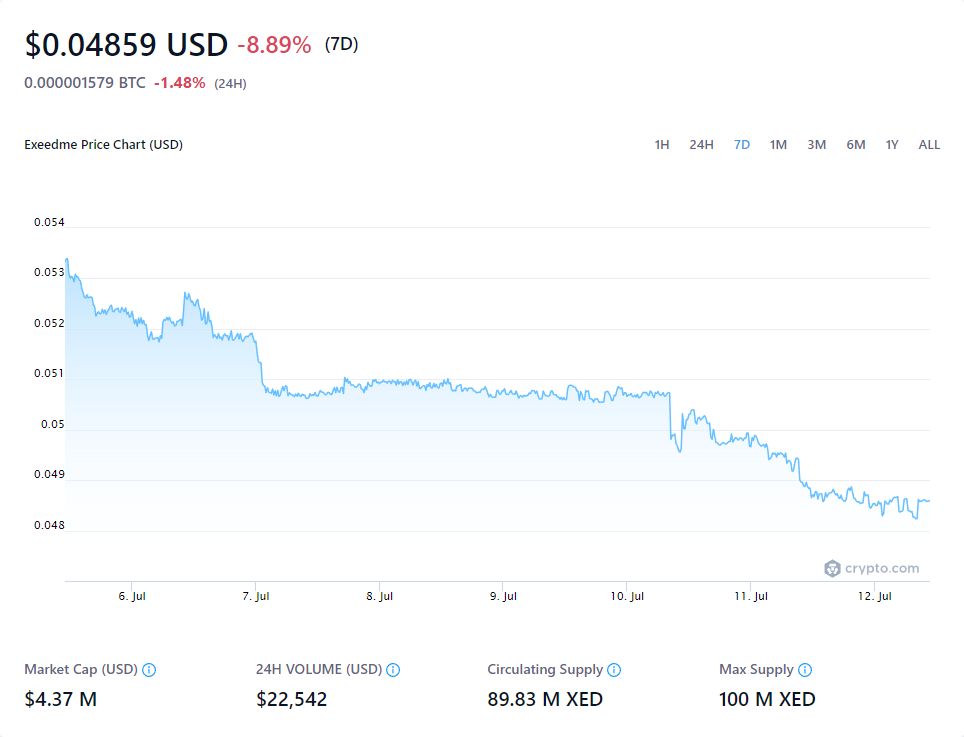 $0.04859 USD -8.89% (7D)
0.000001579 BTC -1.48% (24H)
Exeedme Price Chart (USD) 1H 24H 7D 1M 3M 6M 1Y ALL
0.054
0.053
0.052
0.051
0.05
0.049
0.048
crypto.com
6. Jul 7. Jul 8. Jul 9. Jul 10. Jul 11. Jul 12. Jul
Market Cap (USD) 24H VOLUME (USD) Circulating Supply Max Supply
$4.37 M $22,542 89.83 M XED 100 M XED